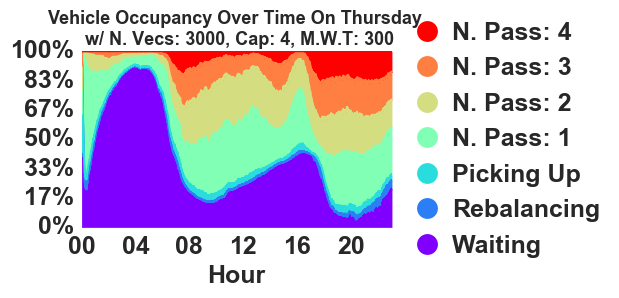 Vehicle Occupancy Over Time On Thursday
w/ N. Vecs: 3000, Cap: 4, M.W.T: 300
100%
83%
67%
50%
33%
17%
0%
00 04 08 12 16 20
Hour
N. Pass: 4
N. Pass: 3
N. Pass: 2
N. Pass: 1
Picking Up
Rebalancing
Waiting